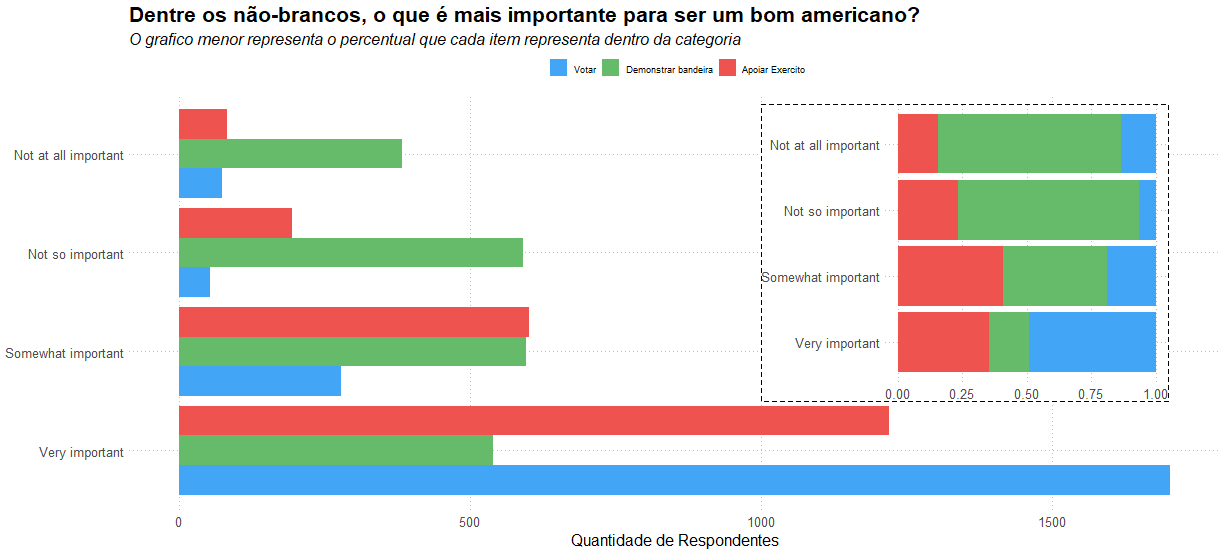 Dentre os não-brancos, o que é mais importante para ser um bom americano?
O grafico menor representa o percentual que cada item representa dentro da categoria
Votar Demonstrar bandeira Apoiar Exercito
Not at all important
Not so important
Somewhat important
Very important
Not at all important
Not so important
Somewhat important
Very important
0.00 0.25 0.50 0.75 1.00
0 500 1000 1500
Quantidade de Respondentes